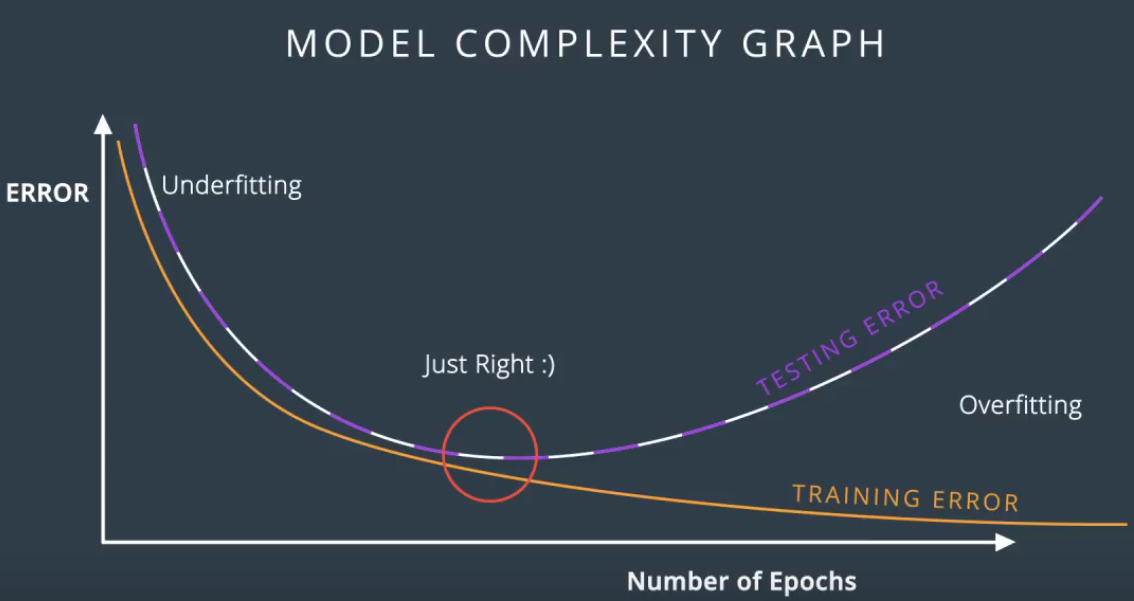 MODEL COMPLEXITY GRAPH
ERROR
Underfitting
Just Right :)
TESTING ERROR
Overfitting
TRAINING ERROR
Number of Epochs